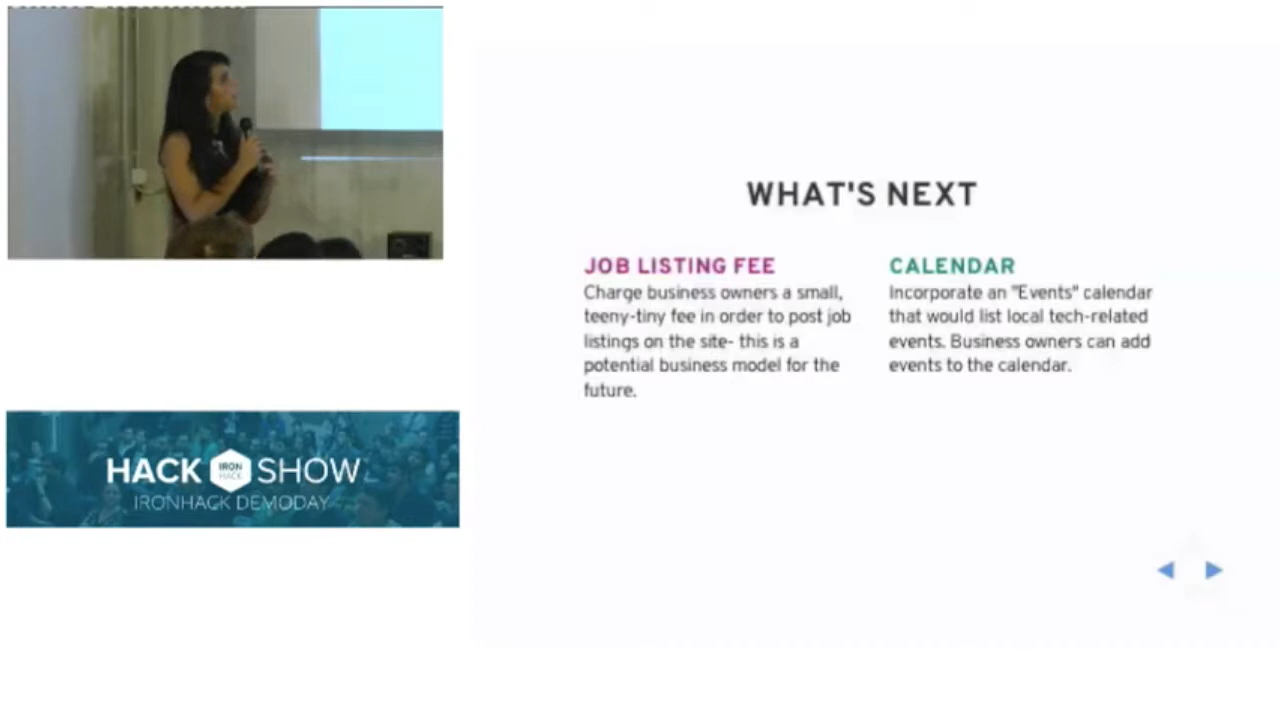 WHAT'S NEXT
JOB LISTING FEE
Charge business owners a small,
teeny-tiny fee in order to post job
listings on the site- this is a
potential business model for the
future.
CALENDAR
Incorporate an "Events" calendar
that would list local tech-related
events. Business owners can add
events to the calendar.
HACK IRON HACK SHOW
IRONHACK DEMODAY